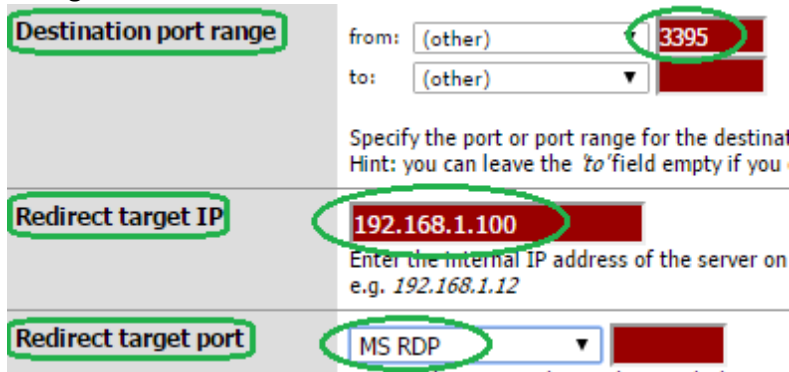 Destination port range
from: (other) 3395
to: (other)
Specify the port or port range for the
Hint: you can leave the 'to' field empty if you
Redirect target IP
192.168.1.100
Enter the internal IP address of the server on
e.g. 192.168.1.12
Redirect target port
MS RDP